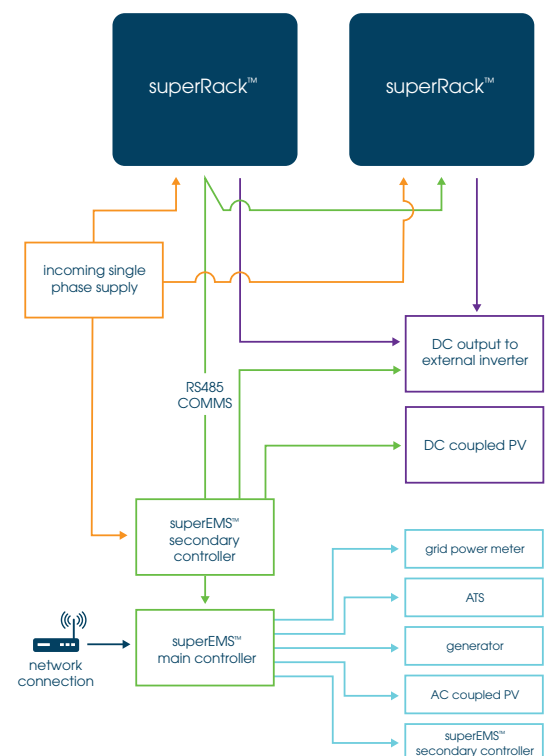 superRack™
superRack™
incoming single
phase supply
DC output to
external inverter
RS485
COMMS
DC coupled PV
superEMS™
secondary
controller
grid power meter
ATS
superEMS™
main controller
generator
network
connection
AC coupled PV
superEMS™
secondary controller